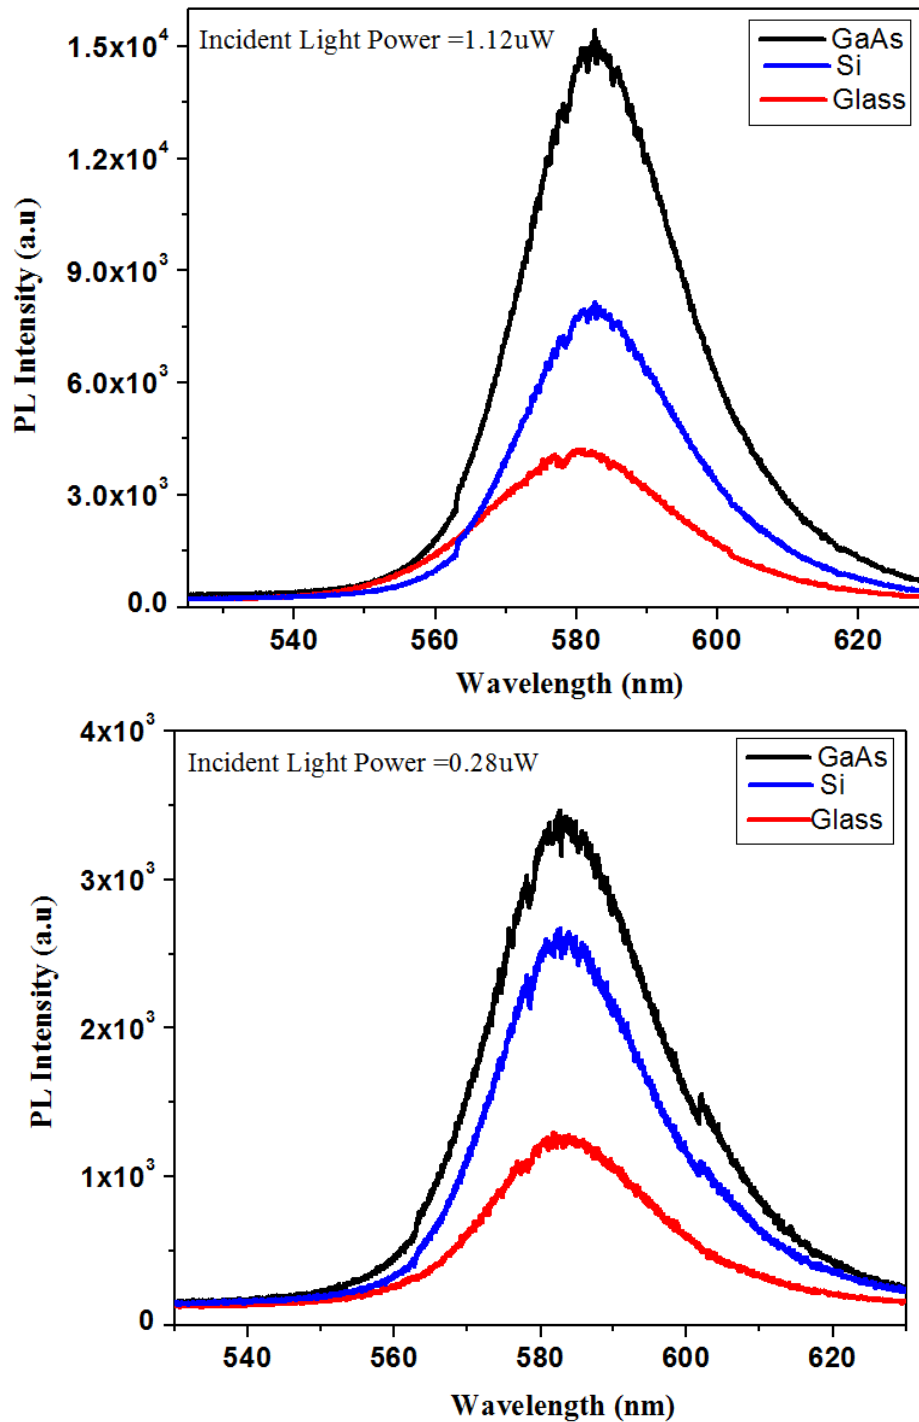 Incident Light Power =1.12uW
GaAs
Si
Glass
1.5x10⁴
1.2x10⁴
9.0x10³
6.0x10³
3.0x10³
0.0
PL Intensity (a.u)
540 560 580 600 620
Wavelength (nm)
Incident Light Power =0.28uW
GaAs
Si
Glass
4x10³
3x10³
2x10³
1x10³
0
PL Intensity (a.u)
540 560 580 600 620
Wavelength (nm)